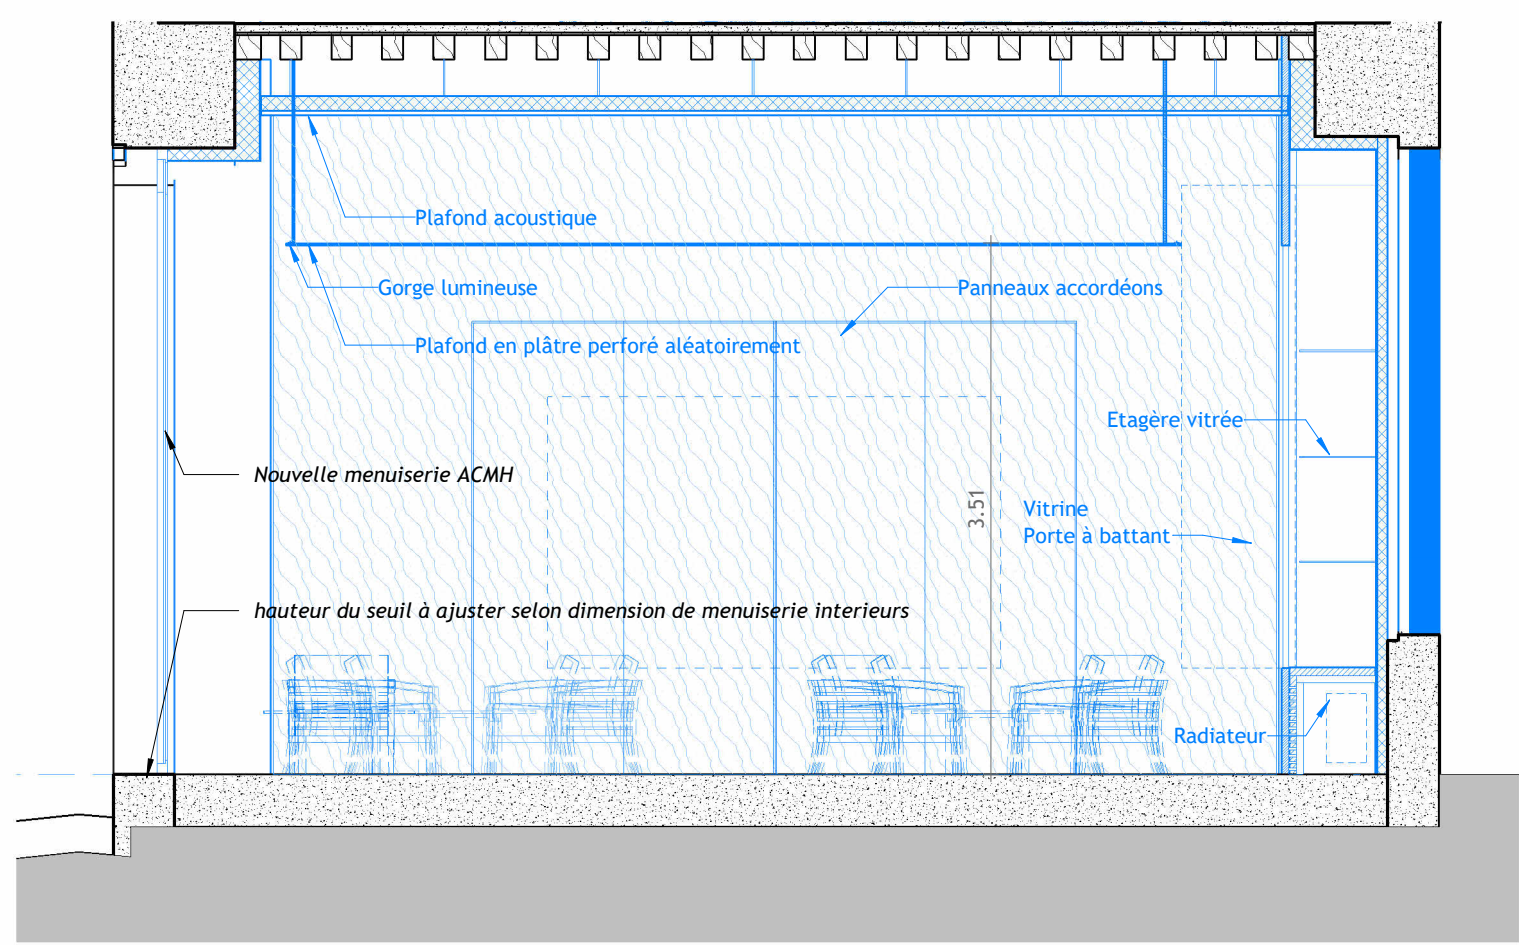 Plafond acoustique
Gorge lumineuse
Panneaux accordéons
Plafond en plâtre perforé aléatoirement
Etagère vitrée
Nouvelle menuiserie ACMH
3.51
Vitrine
Porte à battant
hauteur du seuil à ajuster selon dimension de menuiserie interieurs
Radiateur